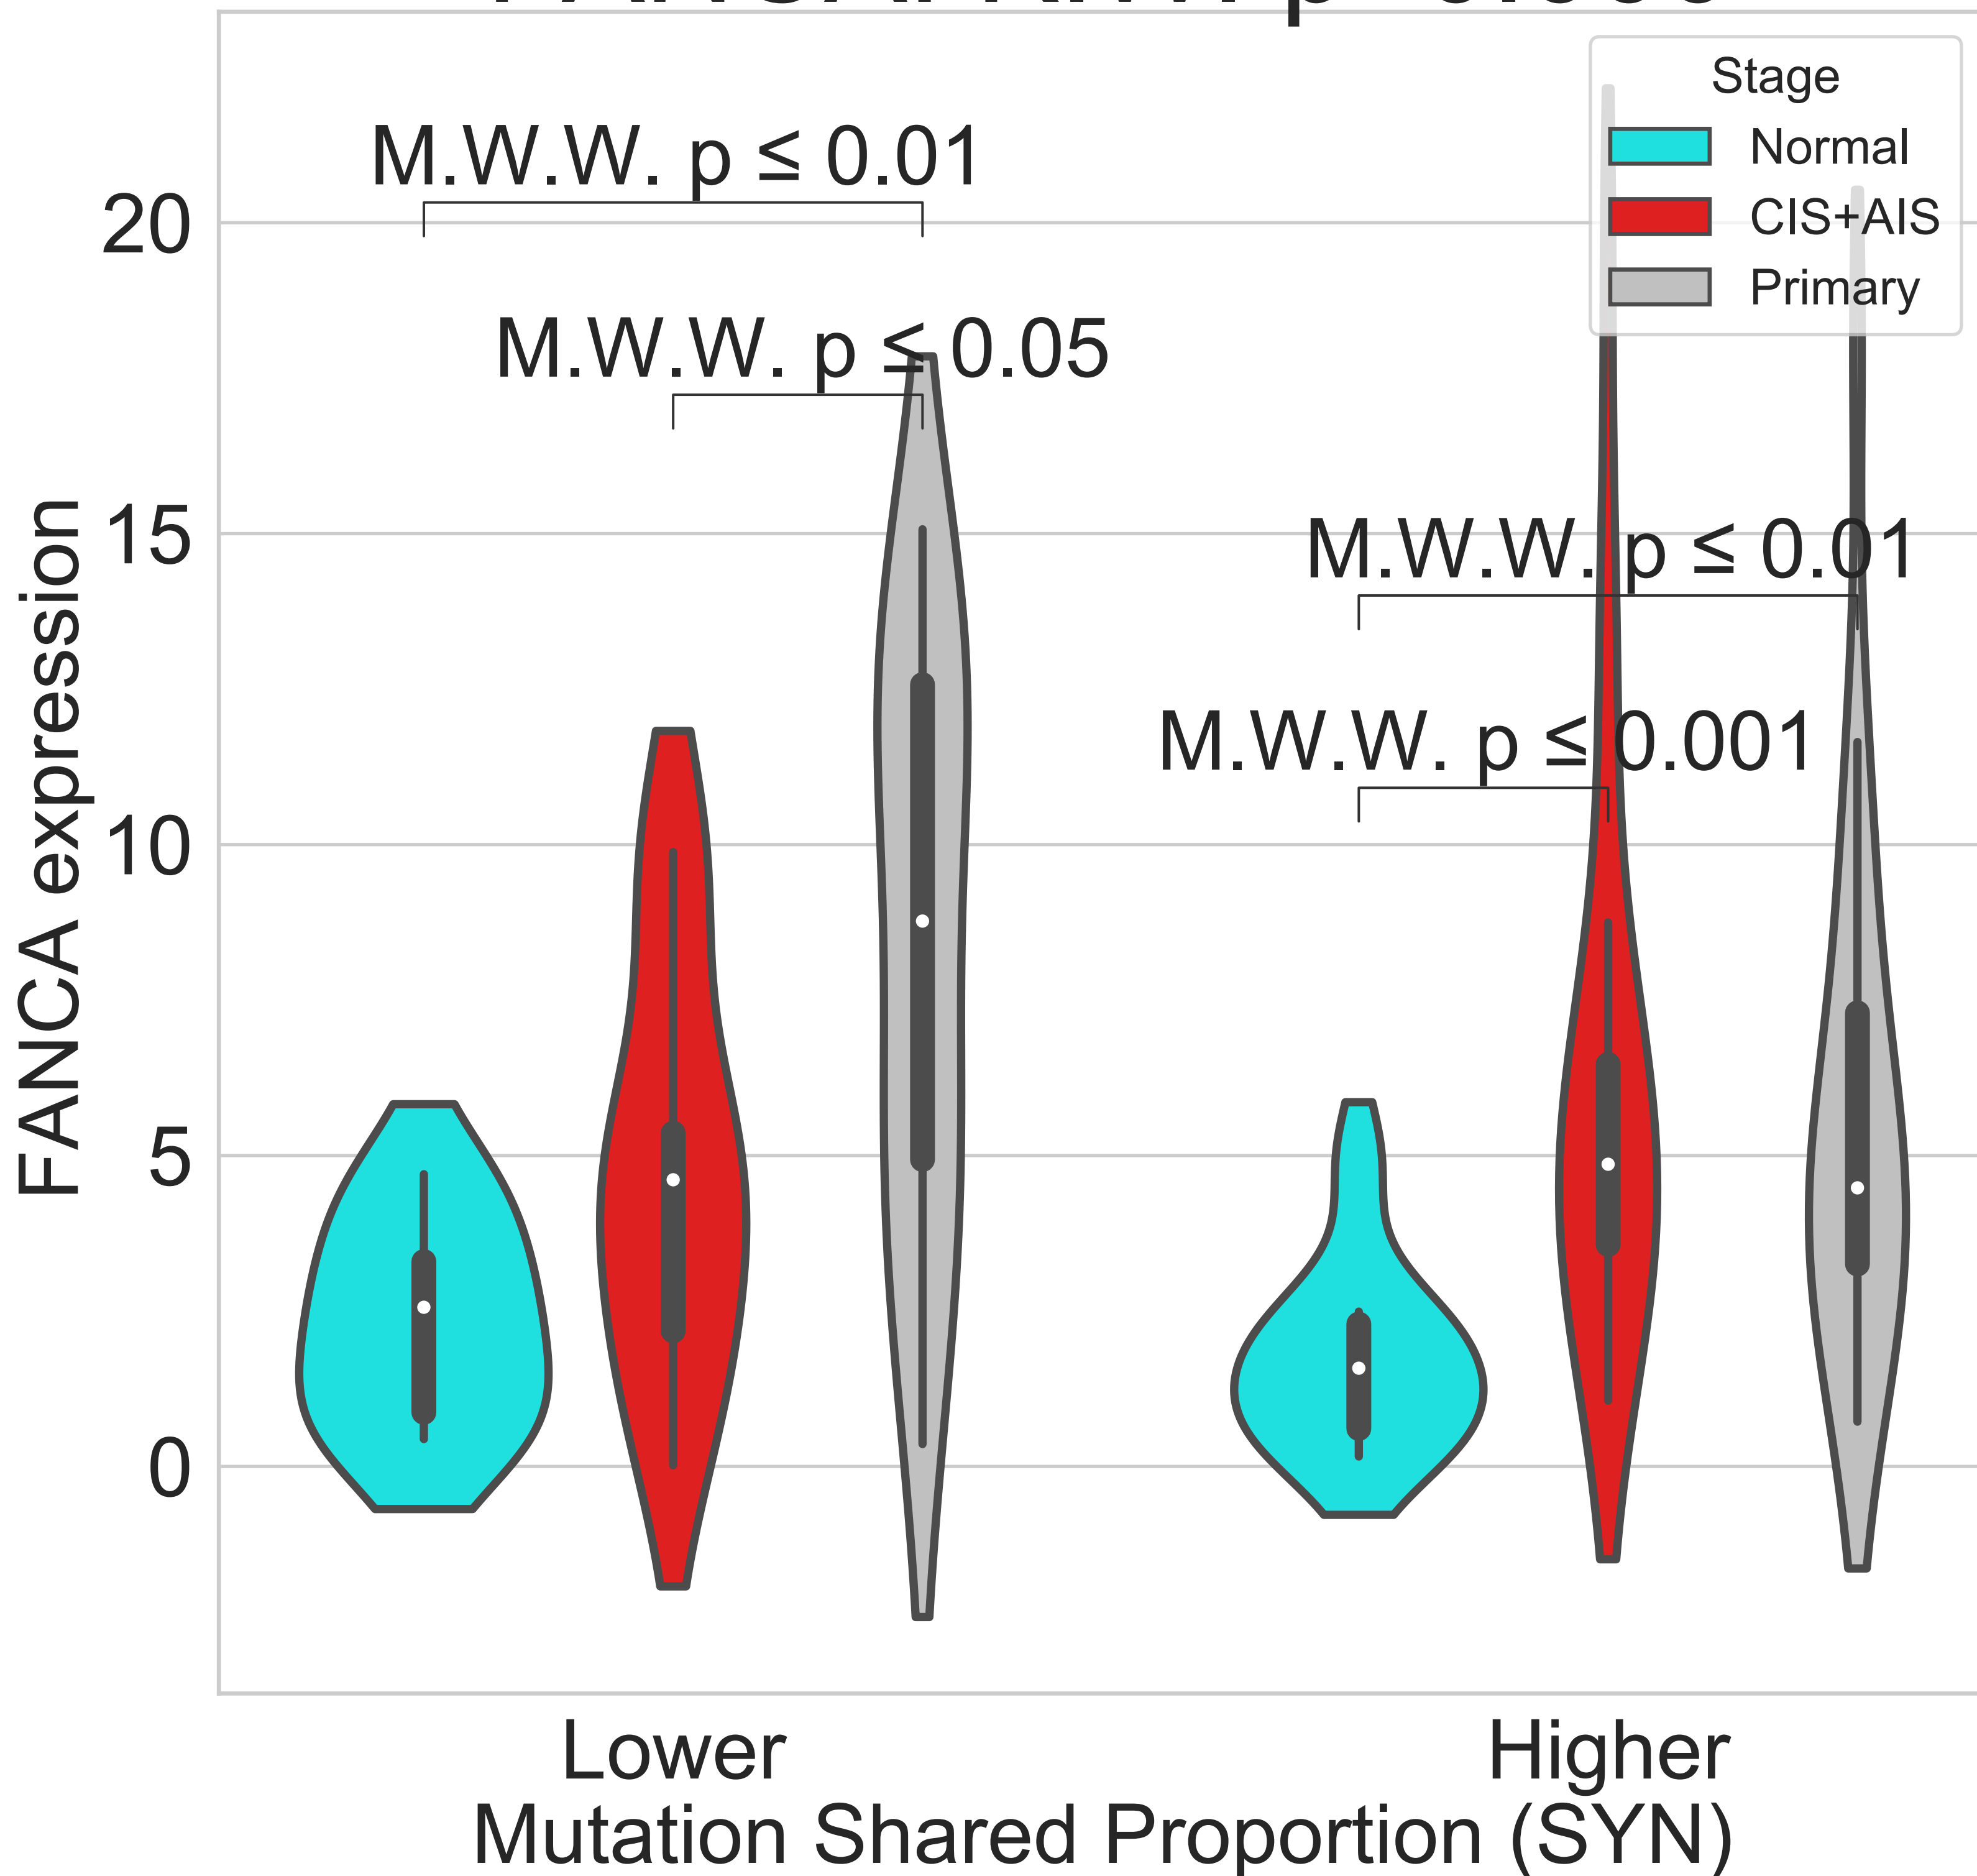 Stage
Normal
CIS+AIS
Primary
M.W.W. p ≤ 0.01
M.W.W. p ≤ 0.05
M.W.W. p ≤ 0.01
M.W.W. p ≤ 0.001
20
15
10
5
0
FANCA expression
Lower
Higher
Mutation Shared Proportion (SYN)